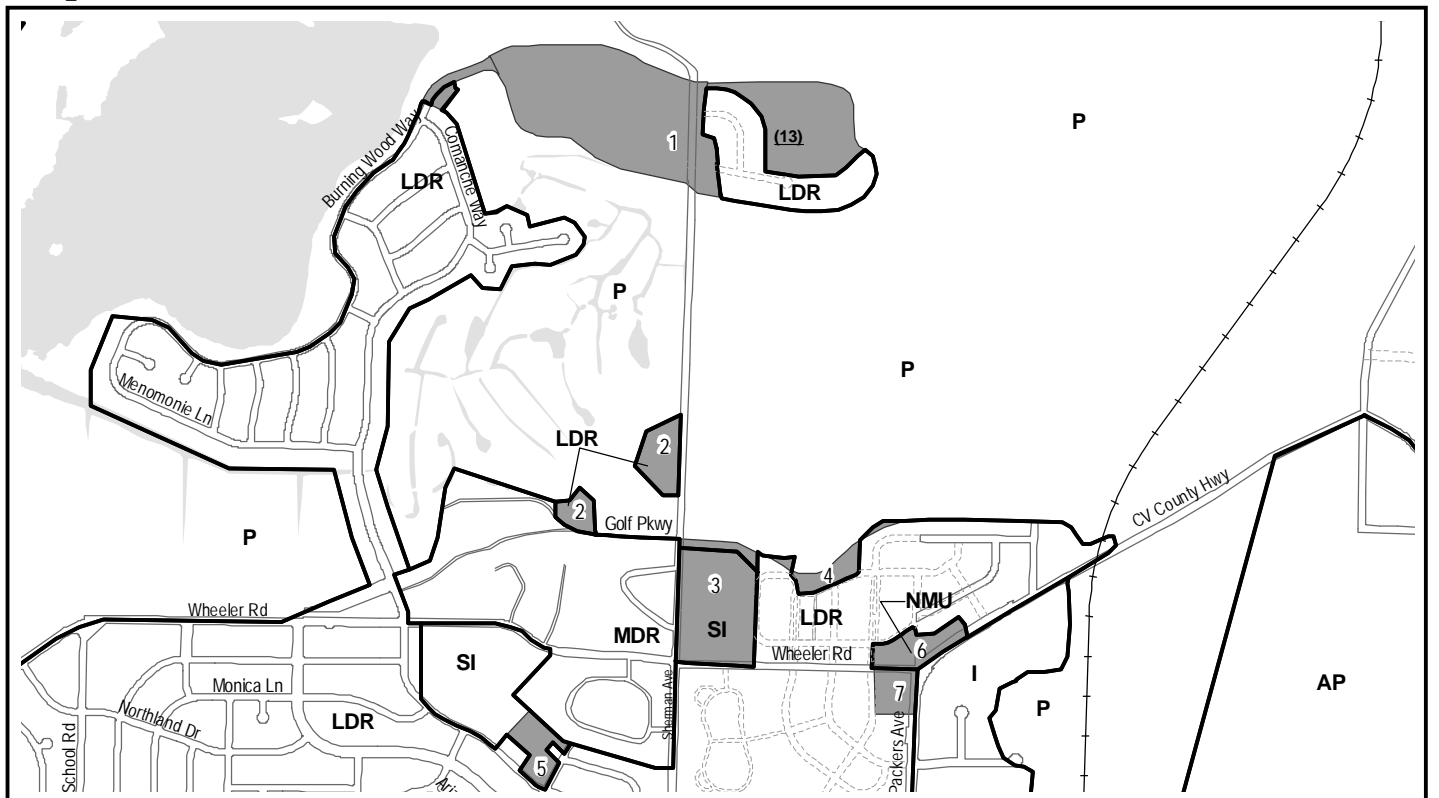 P
1
(13)
LDR
Burning Wood Way
Comanche Way
LDR
P
P
Menomonie Ln
LDR
2
2
Golf Pkwy
CV County Hwy
P
3
4
Wheeler Rd
NMU
LDR
SI
MDR
Wheeler Rd
6
SI
I
AP
Monica Ln
7
P
Northland Dr
LDR
Sherman Ave
School Rd
Packers Ave
5